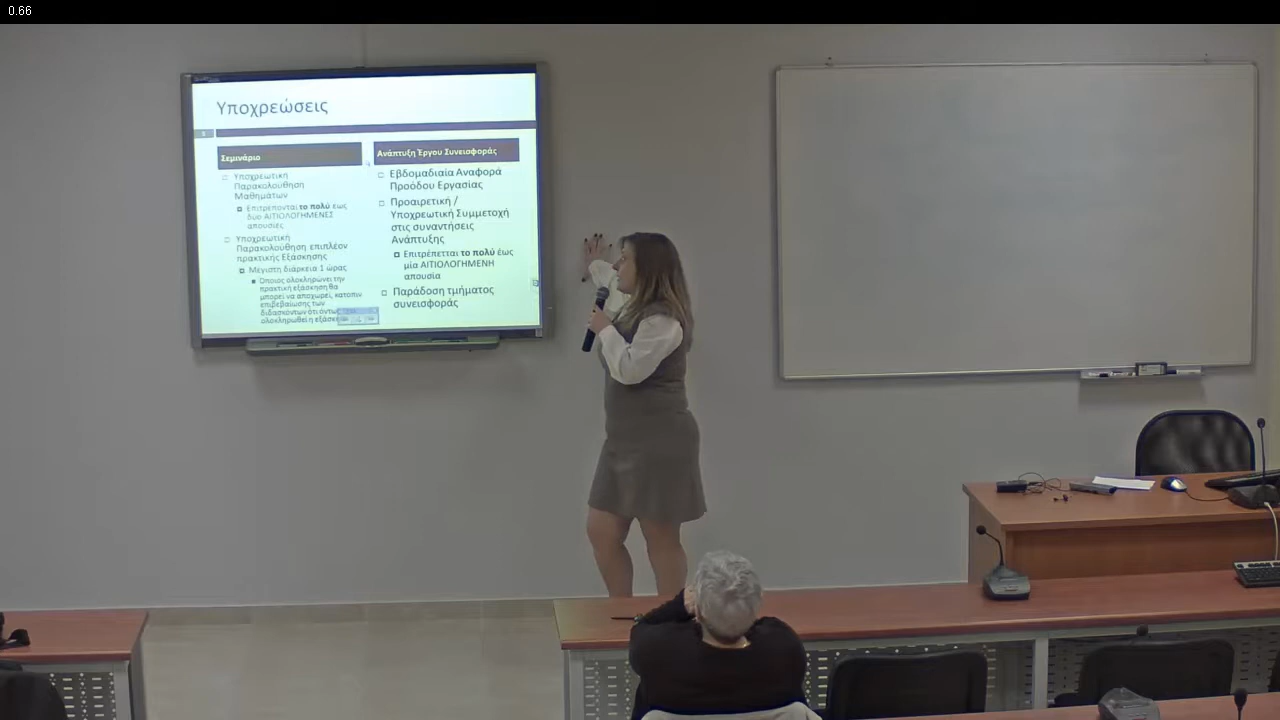 0.66
Υποχρεώσεις
Σεμινάριο
Υποχρεωτική
Παρακολούθηση
Μαθημάτων
Επιτρέπονται το πολύ εως
δύο ΑΙΤΙΟΛΟΓΗΜΕΝΕΣ
απουσίες
Υποχρεωτική
Παρακολούθηση επιπλέον
πρακτικής Εξάσκησης
Μέγιστη διάρκεια 1 ώρας
Όποιος ολοκληρώνει την
πρακτική εξάσκηση θα
μπορεί να αποχωρεί, κατόπιν
επιβεβαίωσης των
διδασκόντων ότι όντως
ολοκληρωθεί η
Ανάπτυξη Έργου Συνεισφοράς
Εβδομαδιαία Αναφορά
Προόδου Εργασίας
Προαιρετική /
Υποχρεωτική Συμμετοχή
στις συναντήσεις
Ανάπτυξης
Επιτρέπεται το πολύ έως
μία ΑΙΤΙΟΛΟΓΗΜΕΝΗ
απουσία
Παράδοση τμήματος
συνεισφοράς